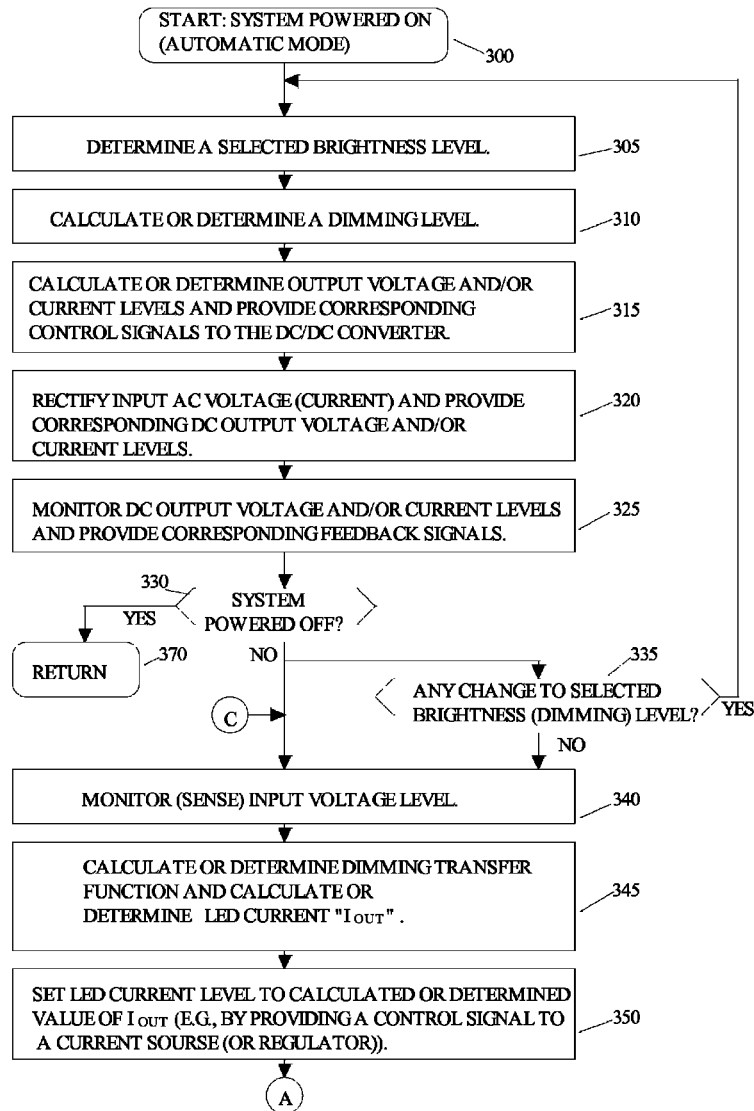 START: SYSTEM POWERED ON
(AUTOMATIC MODE)
300
DETERMINE A SELECTED BRIGHTNESS LEVEL.
305
CALCULATE OR DETERMINE A DIMMING LEVEL.
310
CALCULATE OR DETERMINE OUTPUT VOLTAGE AND/OR
CURRENT LEVELS AND PROVIDE CORRESPONDING
CONTROL SIGNALS TO THE DC/DC CONVERTER.
315
RECTIFY INPUT AC VOLTAGE (CURRENT) AND PROVIDE
CORRESPONDING DC OUTPUT VOLTAGE AND/OR
CURRENT LEVELS.
320
MONITOR DC OUTPUT VOLTAGE AND/OR CURRENT LEVELS
AND PROVIDE CORRESPONDING FEEDBACK SIGNALS.
325
330
SYSTEM
POWERED OFF?
YES
NO
RETURN
370
335
ANY CHANGE TO SELECTED
BRIGHTNESS (DIMMING) LEVEL?
YES
NO
C
MONITOR (SENSE) INPUT VOLTAGE LEVEL.
340
CALCULATE OR DETERMINE DIMMING TRANSFER
FUNCTION AND CALCULATE OR
DETERMINE LED CURRENT "IOUT" .
345
SET LED CURRENT LEVEL TO CALCULATED OR DETERMINED
VALUE OF IOUT (E.G., BY PROVIDING A CONTROL SIGNAL TO
A CURRENT SOURSE (OR REGULATOR)).
350
A